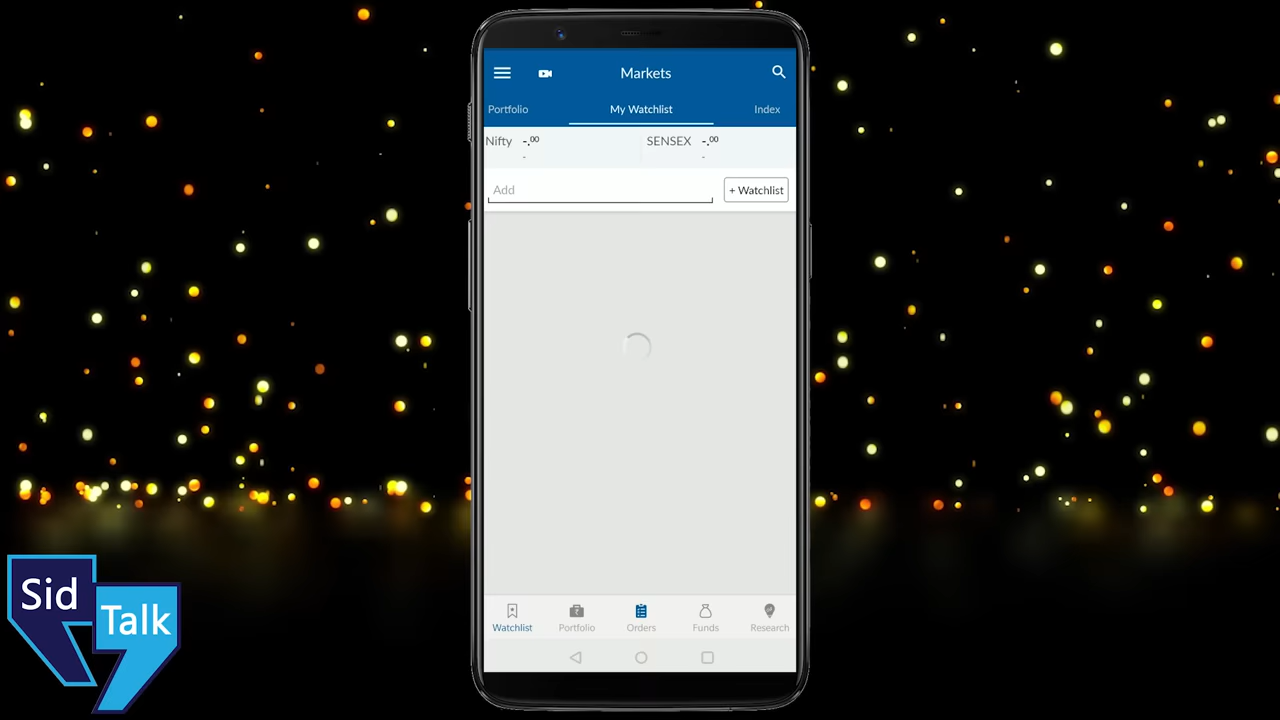 Markets
Portfolio My Watchlist Index
Nifty -.00 SENSEX -.00
- -
Add + Watchlist
Watchlist Portfolio Orders Funds Research
Sid
Talk